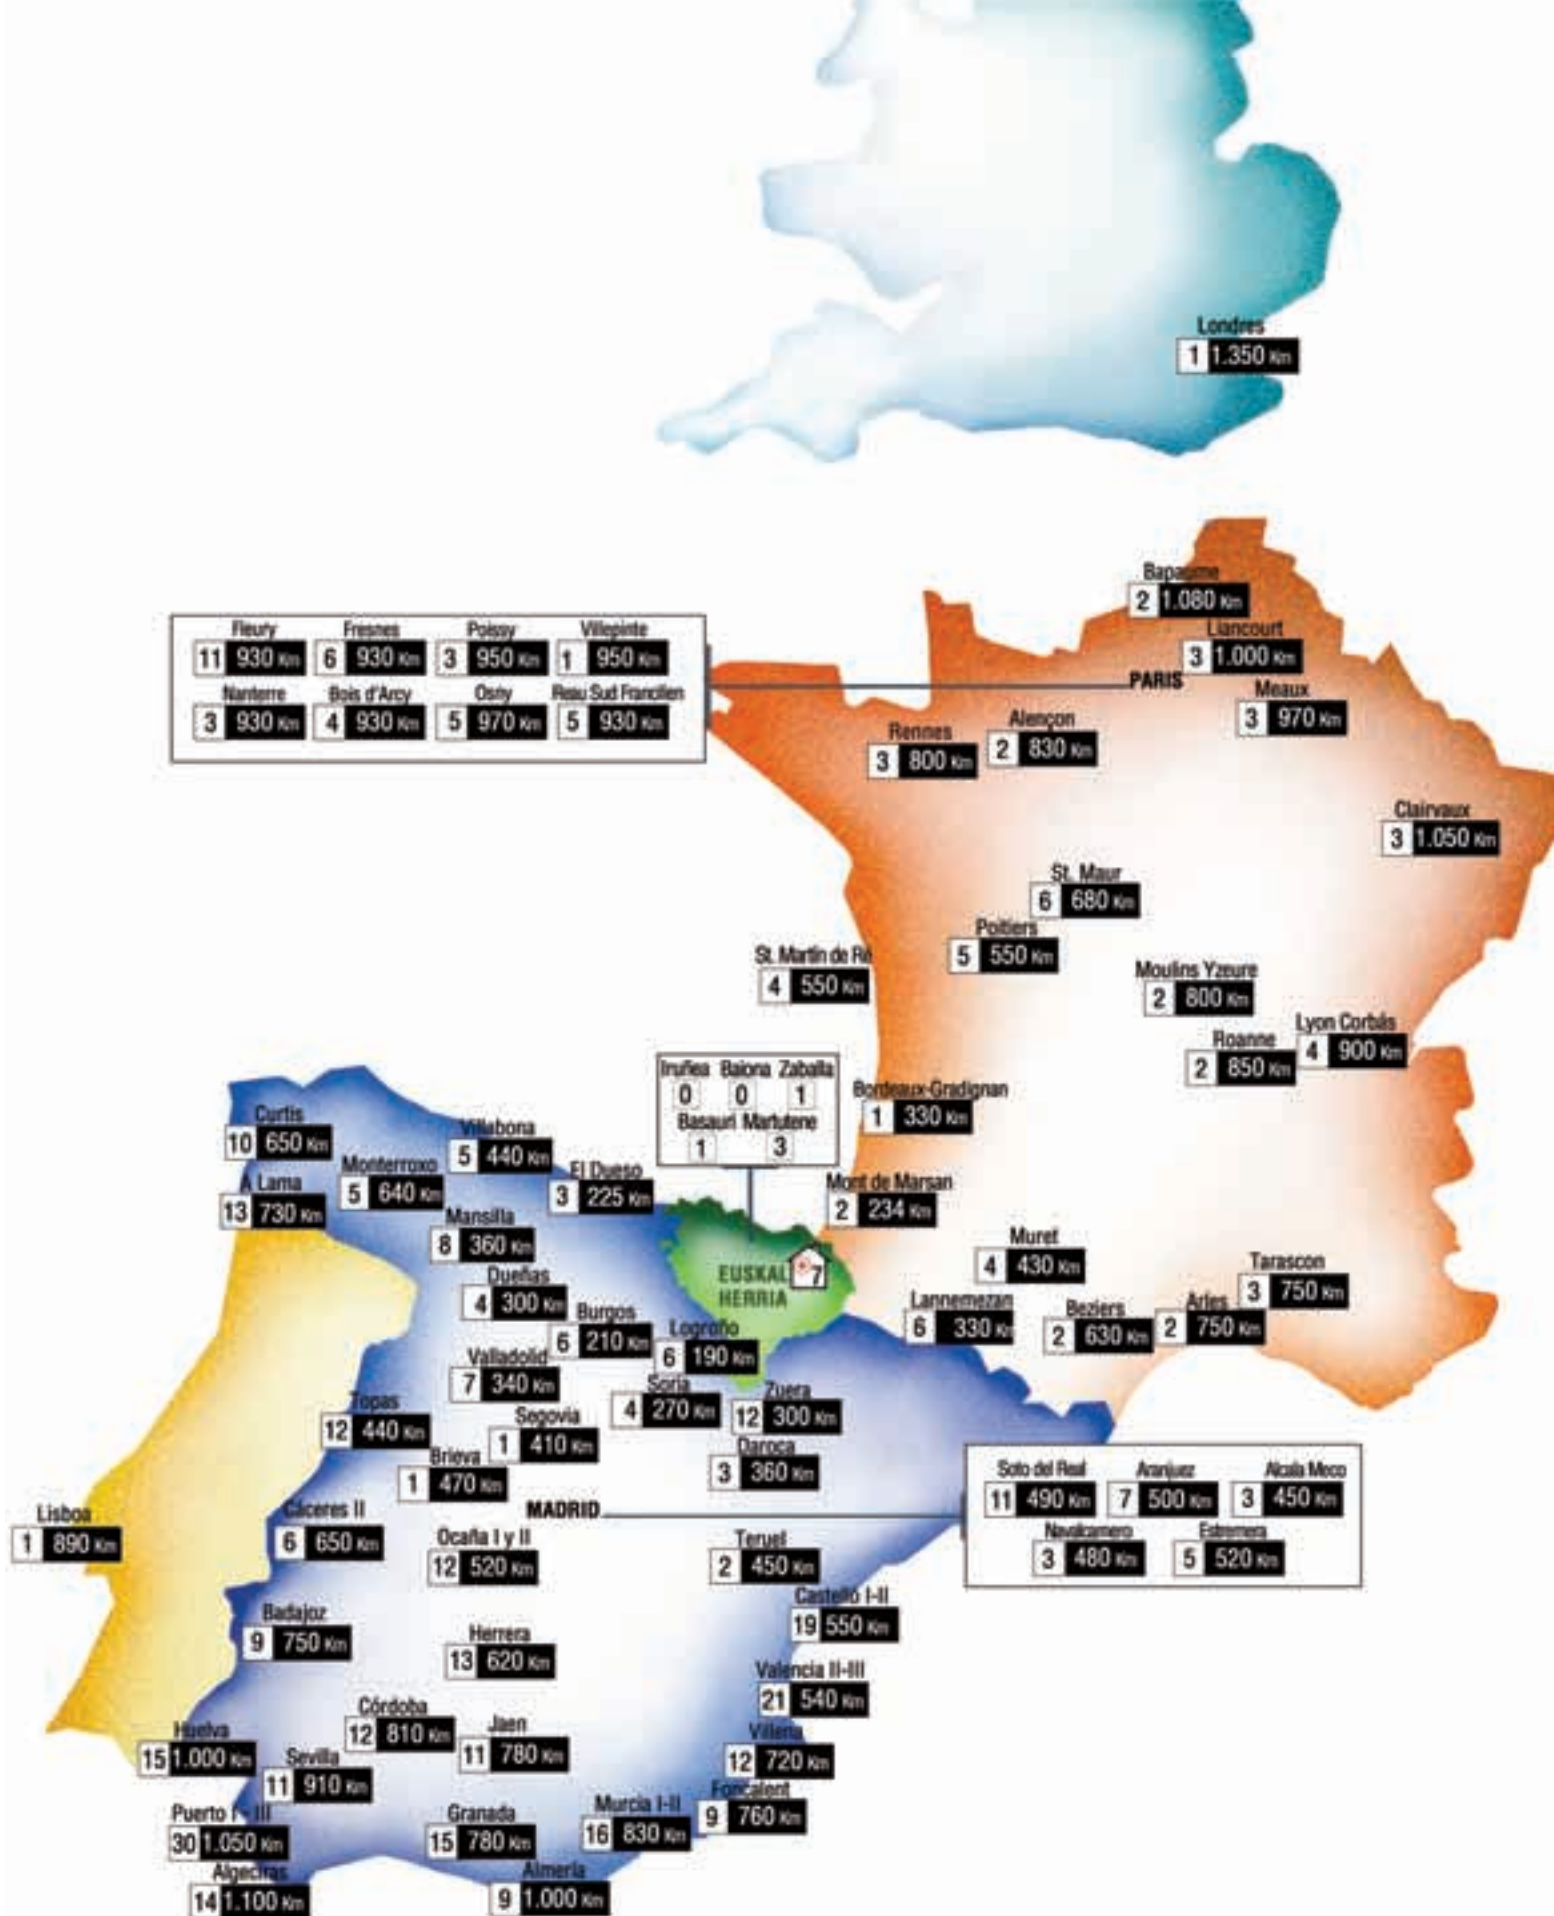 Londres
1 1.350 Km
Bapaume
2 1.080 Km
Liancourt
3 1.000 Km
Fleury Fresnes Poissy Villepinte
11 930 Km 6 930 Km 3 950 Km 1 950 Km
Nanterre Bois d'Arcy Osny Reau Sud Francilien
3 930 Km 4 930 Km 5 970 Km 5 930 Km
PARIS
Meaux
3 970 Km
Rennes
3 800 Km
Alençon
2 830 Km
Clairvaux
3 1.050 Km
St. Maur
6 680 Km
Poitiers
5 550 Km
St. Martin de Ré
4 550 Km
Moulins Yzeure
2 800 Km
Lyon Corbás
4 900 Km
Roanne
2 850 Km
Iruñea Baiona Zaballa
0 0 1
Basauri Martutene
1 3
Bordeaux-Gradignan
1 330 Km
Curtis
10 650 Km
Villabona
5 440 Km
Monterroxo
5 640 Km
El Dueso
3 225 Km
A Lama
13 730 Km
Mont de Marsan
2 234 Km
Mansilla
8 360 Km
EUSKAL
HERRIA
7
Muret
4 430 Km
Tarascon
3 750 Km
Dueñas
4 300 Km
Burgos
6 210 Km
Logroño
6 190 Km
Lannemezan
6 330 Km
Beziers
2 630 Km
Arles
2 750 Km
Valladolid
7 340 Km
Soria
4 270 Km
Zuera
12 300 Km
Topas
12 440 Km
Segovia
1 410 Km
Brieva
1 470 Km
Daroca
3 360 Km
MADRID
Soto del Real Aranjuez Alcala Meco
11 490 Km 7 500 Km 3 450 Km
Navalcarnero Estremera
3 480 Km 5 520 Km
Lisboa
1 890 Km
Cáceres II
6 650 Km
Ocaña I y II
12 520 Km
Teruel
2 450 Km
Castelló I-II
19 550 Km
Badajoz
9 750 Km
Herrera
13 620 Km
Valencia II-III
21 540 Km
Córdoba
12 810 Km
Jaen
11 780 Km
Villena
12 720 Km
Huelva
15 1.000 Km
Sevilla
11 910 Km
Foncalent
9 760 Km
Puerto I - III
30 1.050 Km
Granada
15 780 Km
Murcia I-II
16 830 Km
Algeciras
14 1.100 Km
Almería
9 1.000 Km